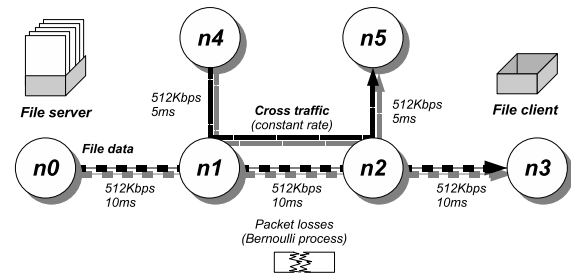 n4
n5
File server
512Kbps
5ms
Cross traffic
(constant rate)
512Kbps
5ms
File client
n0
File data
n1
n2
n3
512Kbps
10ms
512Kbps
10ms
512Kbps
10ms
Packet losses
(Bernoulli process)